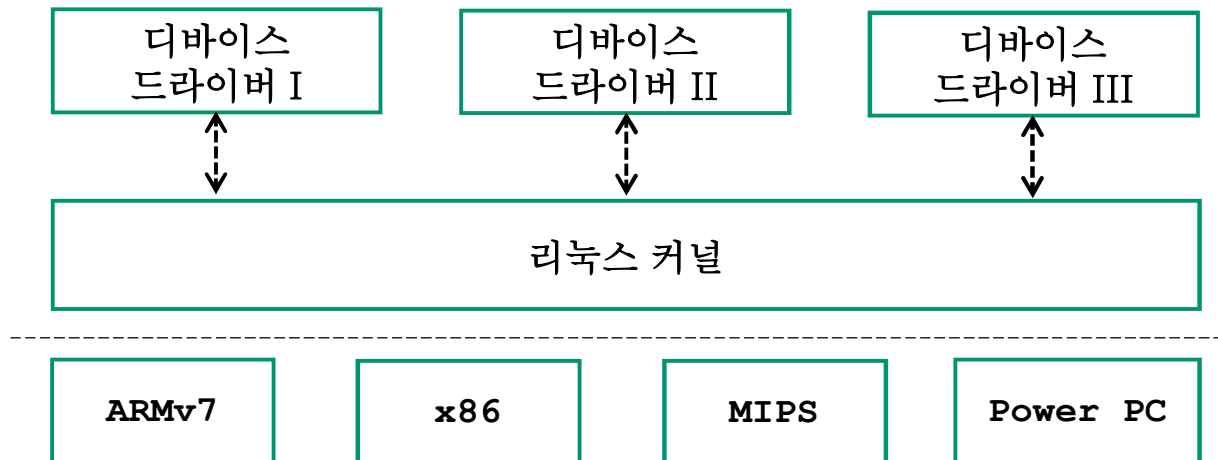 디바이스
드라이버 I
디바이스
드라이버 II
디바이스
드라이버 III
리눅스 커널
ARMv7
x86
MIPS
Power PC